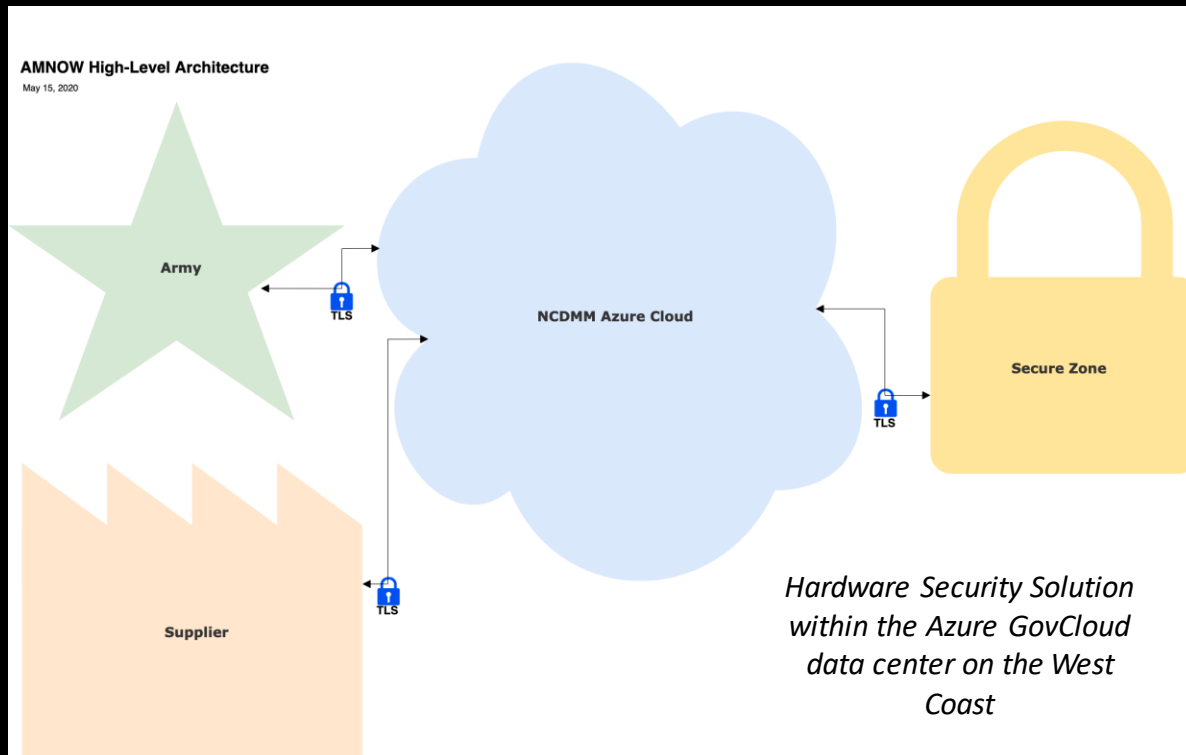 AMNOW High-Level Architecture
May 15, 2020
Army
TLS
NCDMM Azure Cloud
Secure Zone
TLS
TLS
Supplier
Hardware Security Solution
within the Azure GovCloud
data center on the West
Coast